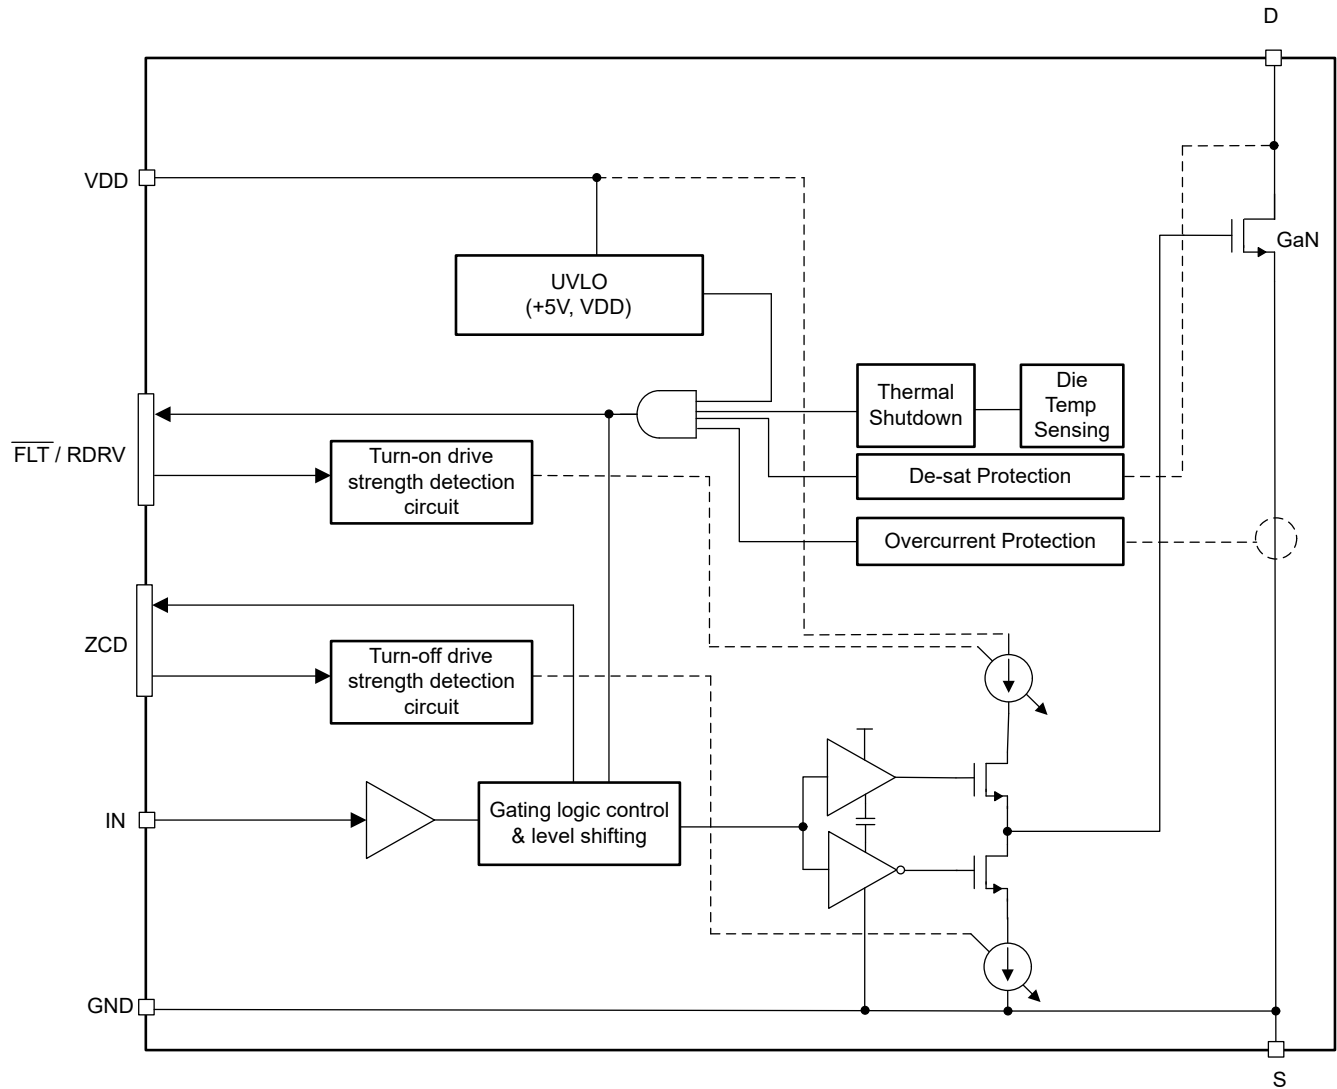 D
VDD
GaN
UVLO
(+5V, VDD)
Thermal
Shutdown
Die
Temp
Sensing
FLT / RDRV
Turn-on drive
strength detection
circuit
De-sat Protection
Overcurrent Protection
ZCD
Turn-off drive
strength detection
circuit
IN
Gating logic control
& level shifting
GND
S